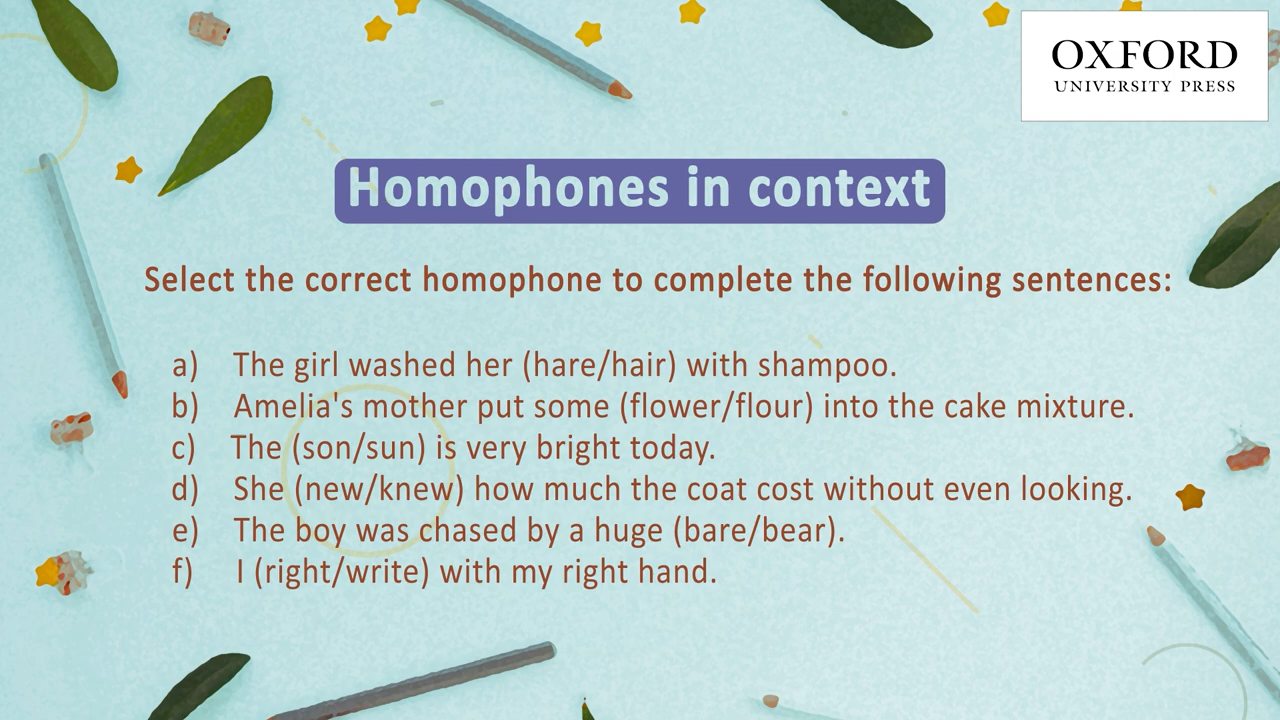 OXFORD
UNIVERSITY PRESS
Homophones in context
Select the correct homophone to complete the following sentences:
a) The girl washed her (hare/hair) with shampoo.
b) Amelia's mother put some (flower/flour) into the cake mixture.
c) The (son/sun) is very bright today.
d) She (new/knew) how much the coat cost without even looking.
e) The boy was chased by a huge (bare/bear).
f) I (right/write) with my right hand.